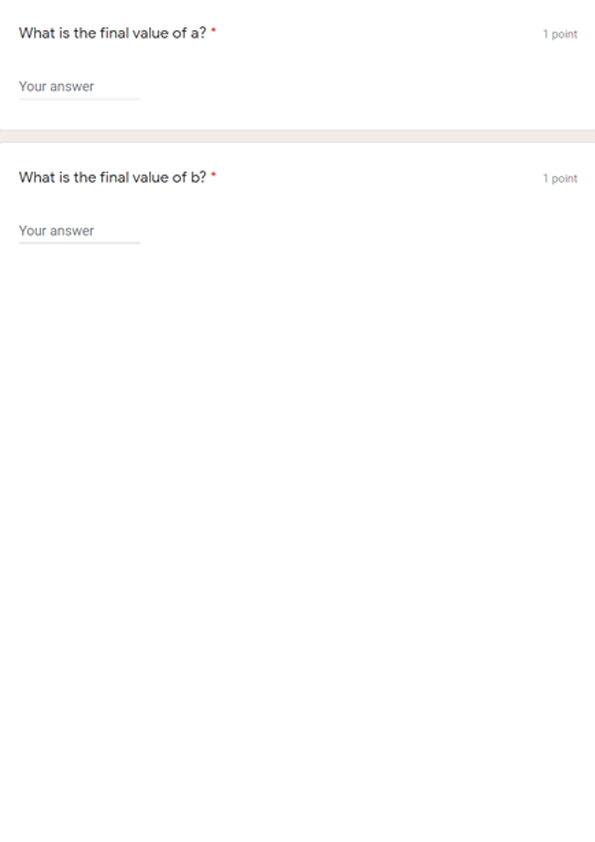 What is the final value of a? *
1 point
Your answer
What is the final value of b? *
1 point
Your answer